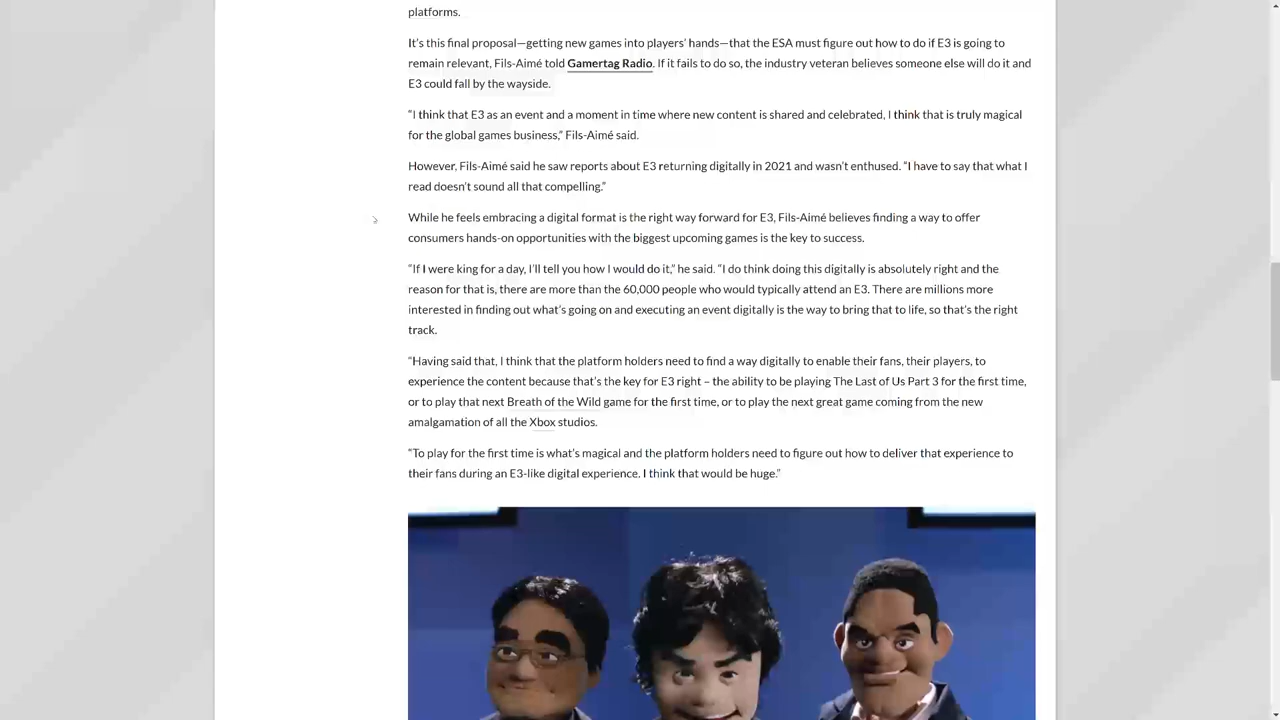 platforms.
It's this final proposal—getting new games into players' hands—that the ESA must figure out how to do if E3 is going to
remain relevant, Fils-Aimé told Gamertag Radio. If it fails to do so, the industry veteran believes someone else will do it and
E3 could fall by the wayside.
“I think that E3 as an event and a moment in time where new content is shared and celebrated, I think that is truly magical
for the global games business,” Fils-Aimé said.
However, Fils-Aimé said he saw reports about E3 returning digitally in 2021 and wasn't enthused. “I have to say that what I
read doesn't sound all that compelling.”
While he feels embracing a digital format is the right way forward for E3, Fils-Aimé believes finding a way to offer
consumers hands-on opportunities with the biggest upcoming games is the key to success.
“If I were king for a day, I'll tell you how I would do it,” he said. “I do think doing this digitally is absolutely right and the
reason for that is, there are more than the 60,000 people who would typically attend an E3. There are millions more
interested in finding out what's going on and executing an event digitally is the way to bring that to life, so that's the right
track.
“Having said that, I think that the platform holders need to find a way digitally to enable their fans, their players, to
experience the content because that's the key for E3 right – the ability to be playing The Last of Us Part 3 for the first time,
or to play that next Breath of the Wild game for the first time, or to play the next great game coming from the new
amalgamation of all the Xbox studios.
“To play for the first time is what's magical and the platform holders need to figure out how to deliver that experience to
their fans during an E3-like digital experience. I think that would be huge.”